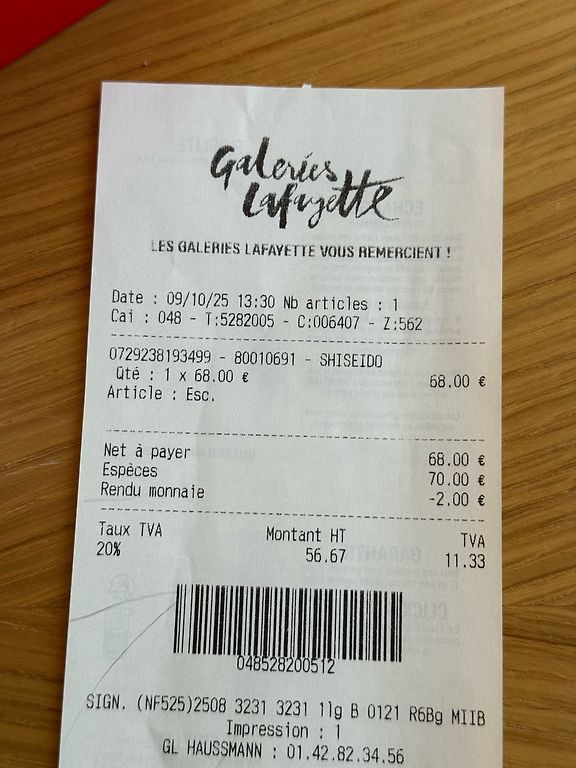 Galeries
Lafayette
LES GALERIES LAFAYETTE VOUS REMERCIENT !
Date : 09/10/25 13:30 Nb articles : 1
Cai : 048 - T:5282005 - C:006407 - Z:562
0729238193499 - 80010691 - SHISEIDO
Qté : 1 x 68.00 € 68.00 €
Article : Esc.
Net à payer 68.00 €
Espèces 70.00 €
Rendu monnaie -2.00 €
Taux TVA Montant HT TVA
20% 56.67 11.33
048528200512
SIGN. (NF525)2508 3231 3231 11g B 0121 R6Bg MIIB
Impression : 1
GL HAUSSMANN : 01.42.82.34.56